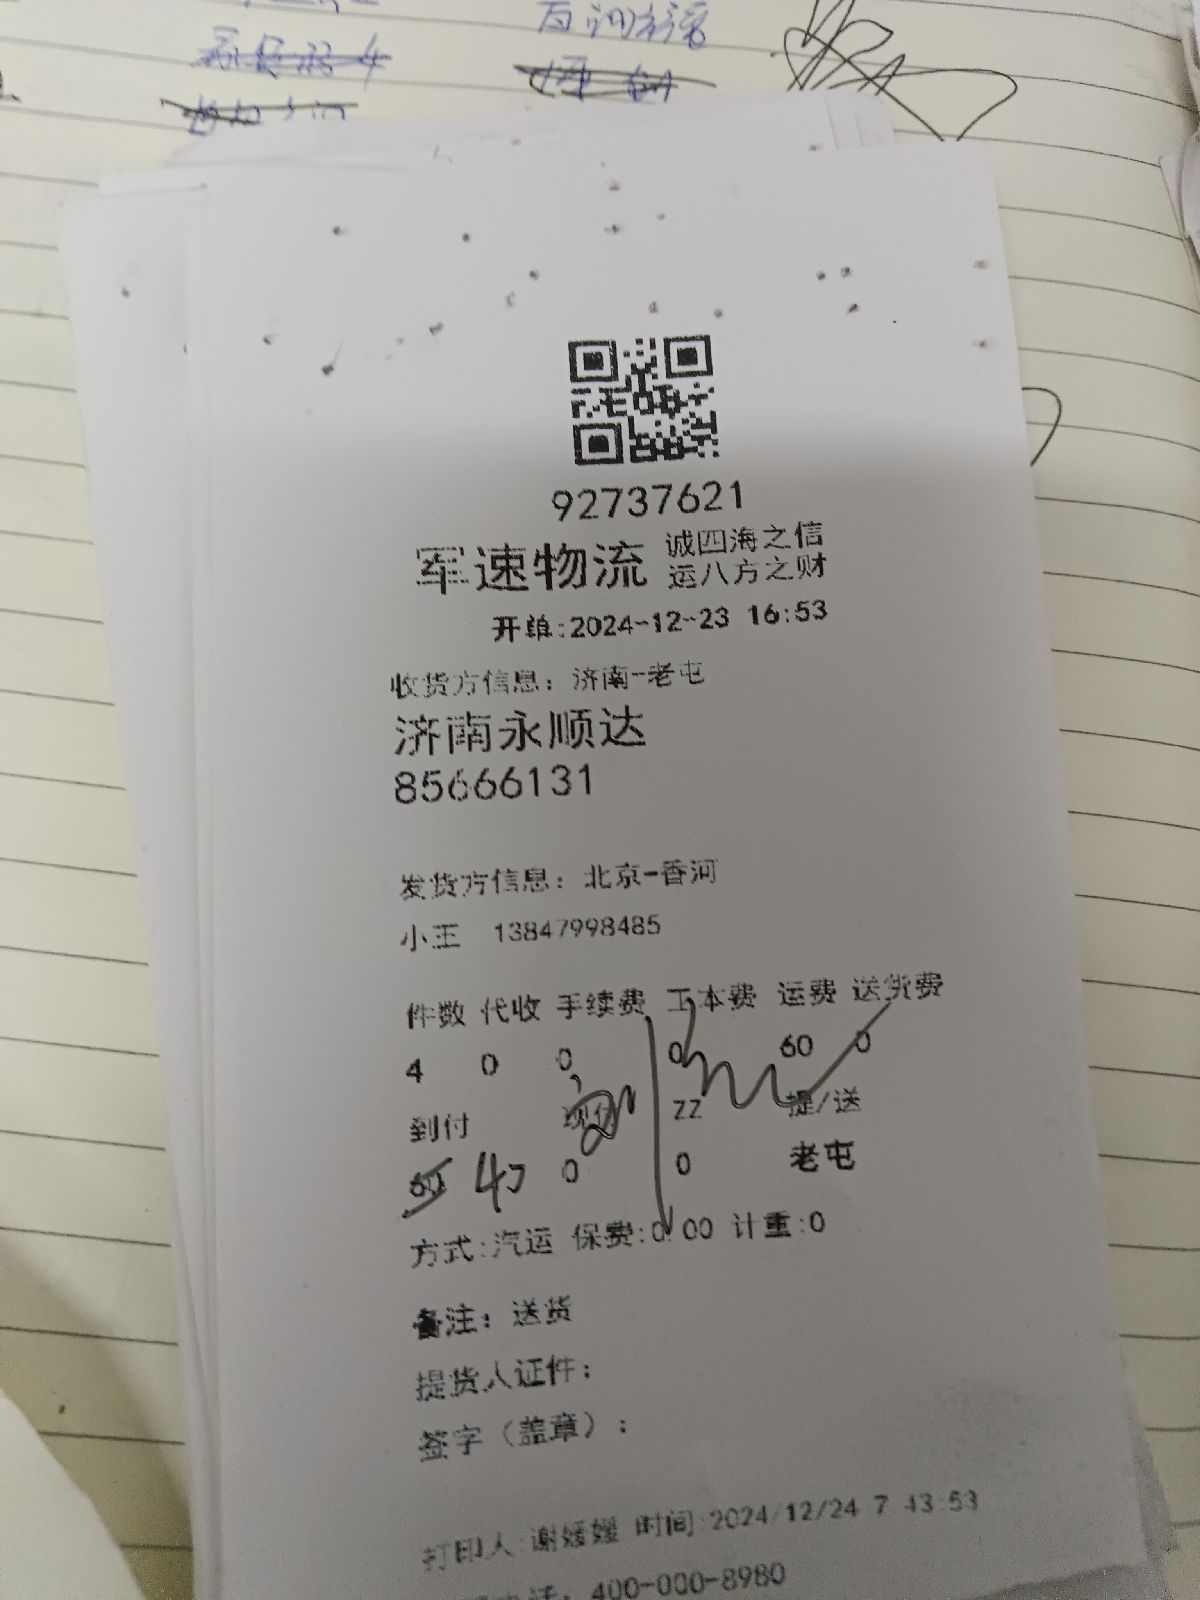 92737621
军速物流 诚四海之信
运八方之财
开单:2024-12-23 16:53
收货方信息：济南-老屯
济南永顺达
85666131
发货方信息：北京-香河
小王 13847998485
件数 代收 手续费 工本费 运费 送货费
4 0 0 0 60 0
到付 现付 ZZ 提/送
60 0 0 老屯
方式:汽运 保费:0.00 计重:0
备注：送货
提货人证件：
签字（盖章）：
打印人:谢媛媛 时间:2024/12/24 7:43:53
电话：400-000-8980